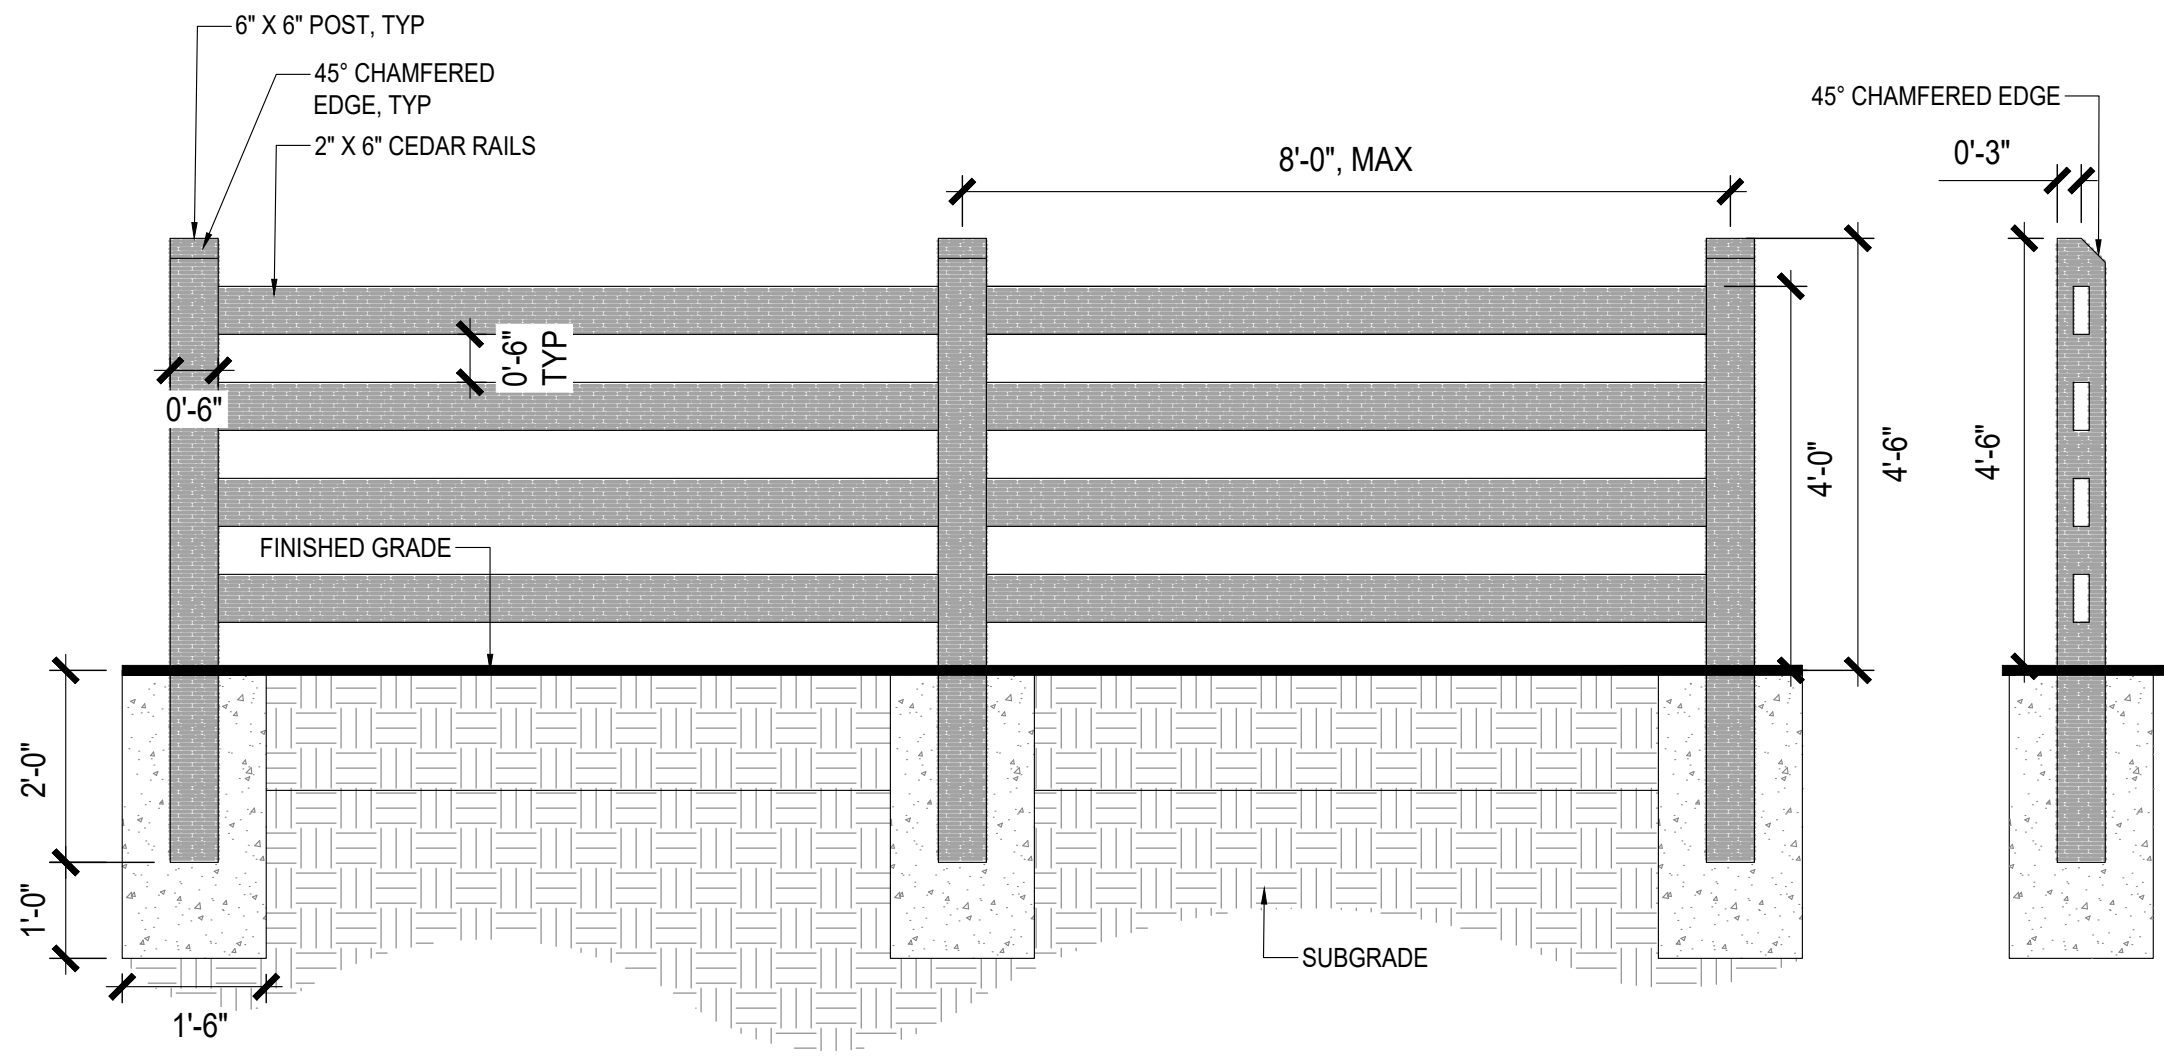 6" X 6" POST, TYP
45° CHAMFERED
EDGE, TYP
2" X 6" CEDAR RAILS
8'-0", MAX
45° CHAMFERED EDGE
0'-3"
0'-6"
TYP
0'-6"
4'-0"
4'-6"
4'-6"
FINISHED GRADE
2'-0"
1'-0"
SUBGRADE
1'-6"